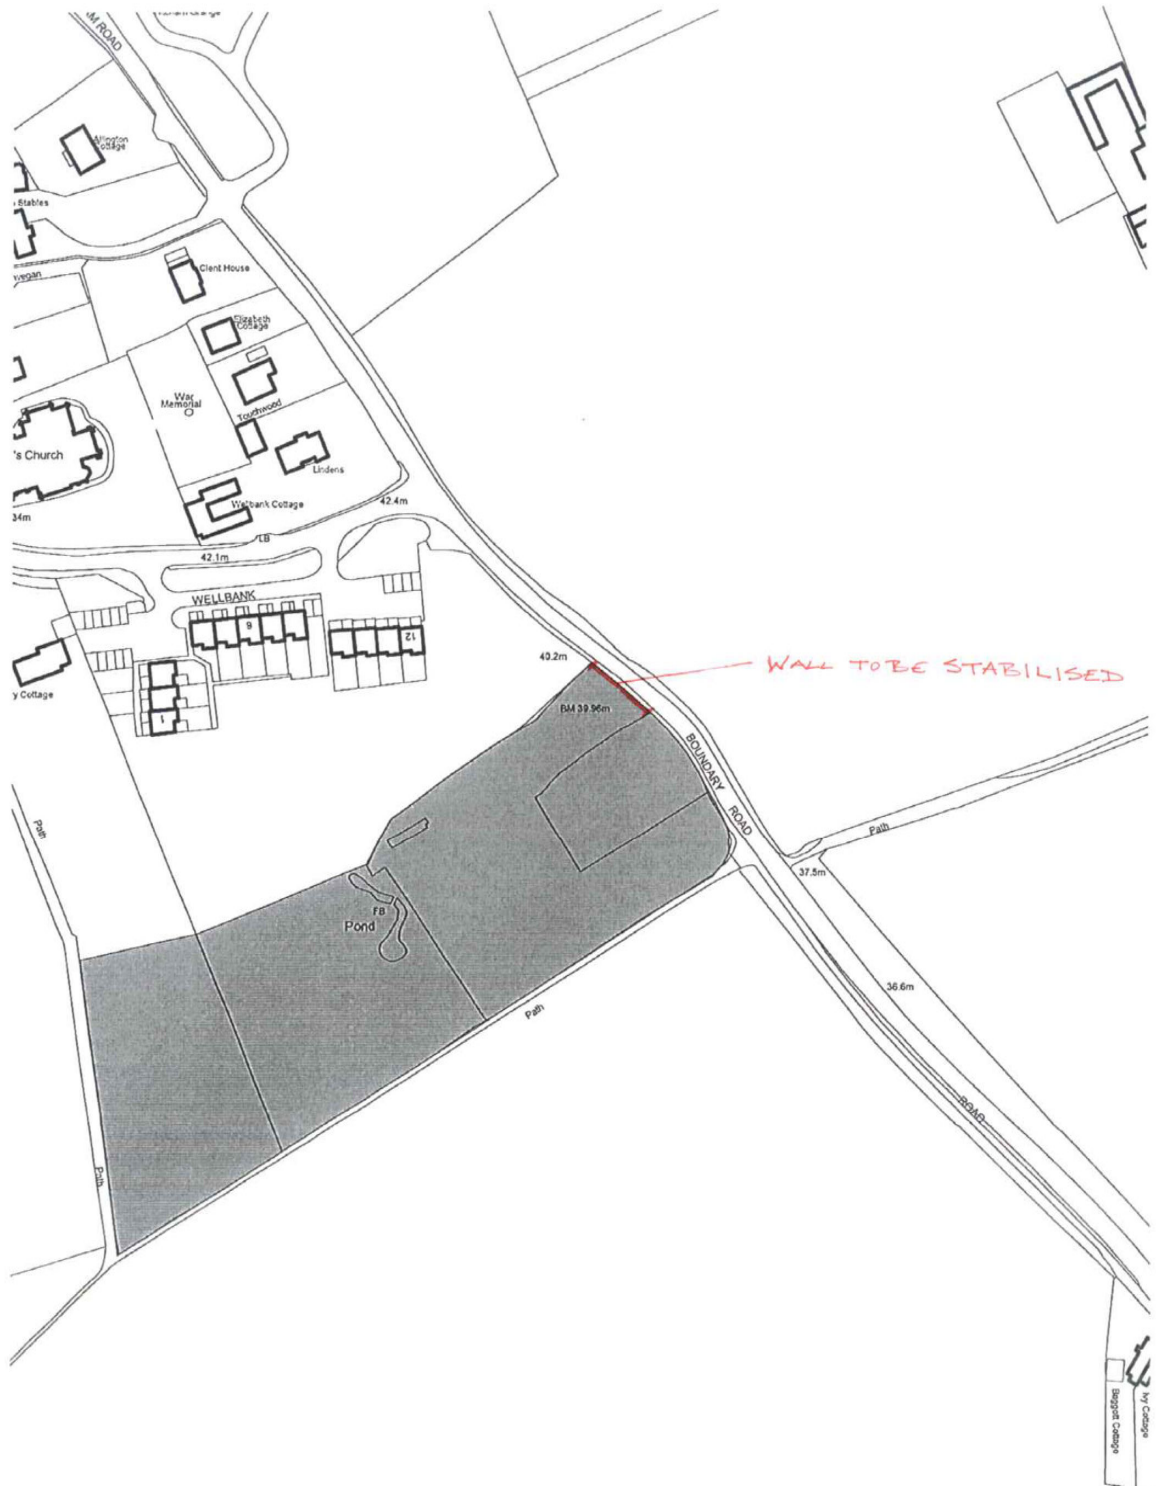 ROAD
Allington
Cottage
Stables
Clent House
Elizabeth
Cottage
War
Memorial
Touchwood
's Church
Lindens
Wellbank Cottage
42.4m
34m
LB
42.1m
WELLBANK
6
12
40.2m
WALL TO BE STABILISED
y Cottage
1
BM 39.96m
BOUNDARY
ROAD
Path
Path
37.5m
FB
Pond
36.6m
Path
ROAD
Path
Baggott Cottage
Ivy Cottage